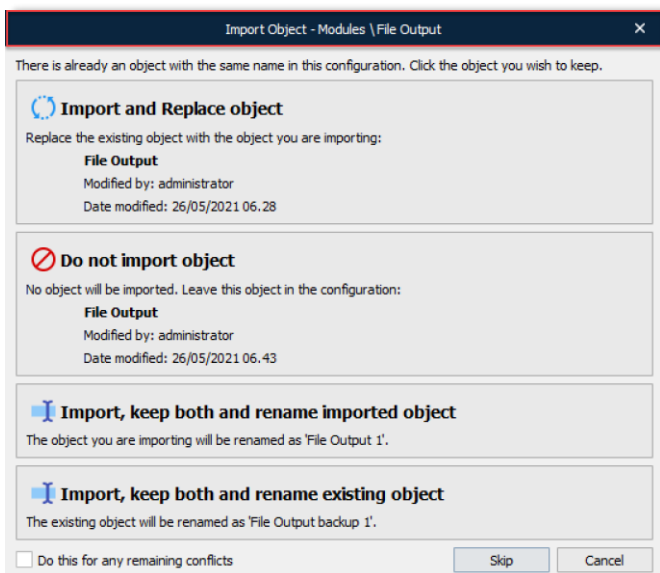 Import Object - Modules \ File Output
There is already an object with the same name in this configuration. Click the object you wish to keep.
Import and Replace object
Replace the existing object with the object you are importing:
File Output
Modified by: administrator
Date modified: 26/05/2021 06.28
Do not import object
No object will be imported. Leave this object in the configuration:
File Output
Modified by: administrator
Date modified: 26/05/2021 06.43
Import, keep both and rename imported object
The object you are importing will be renamed as 'File Output 1'.
Import, keep both and rename existing object
The existing object will be renamed as 'File Output backup 1'.
Do this for any remaining conflicts
Skip
Cancel